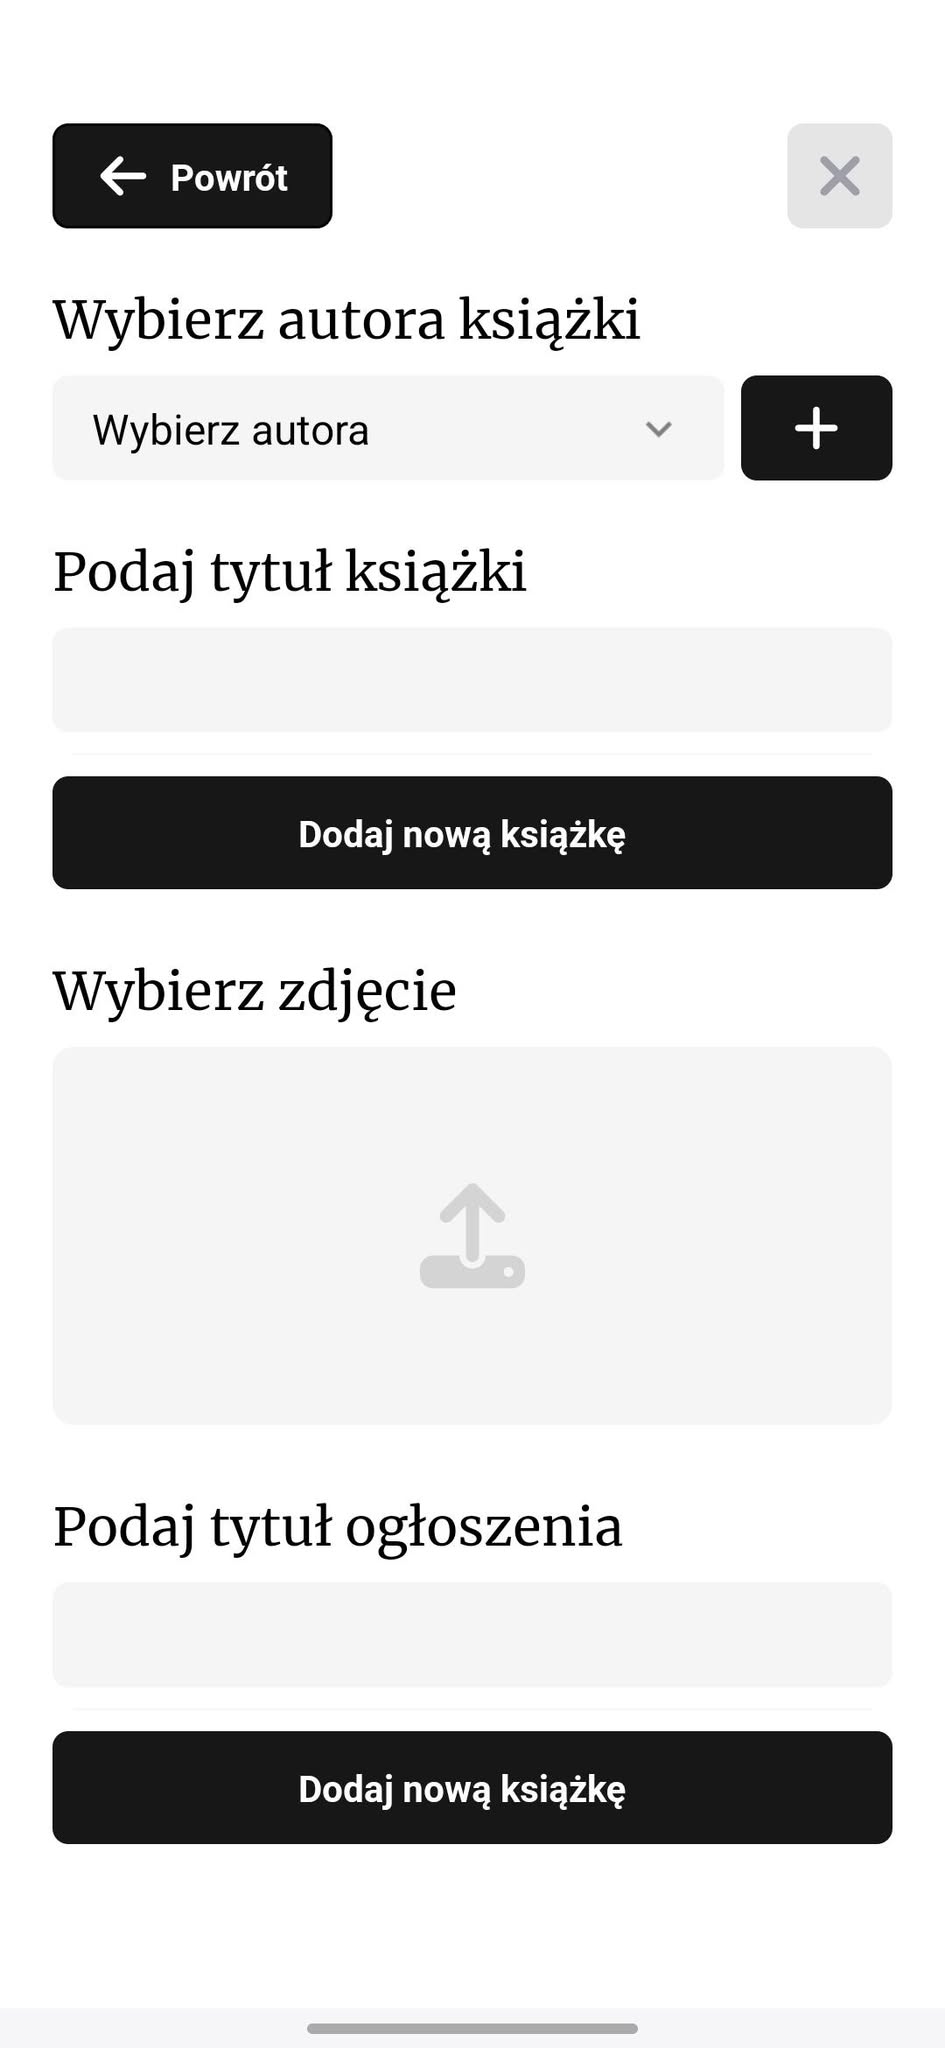 Powrót
Wybierz autora książki
Wybierz autora
Podaj tytuł książki
Dodaj nową książkę
Wybierz zdjęcie
Podaj tytuł ogłoszenia
Dodaj nową książkę